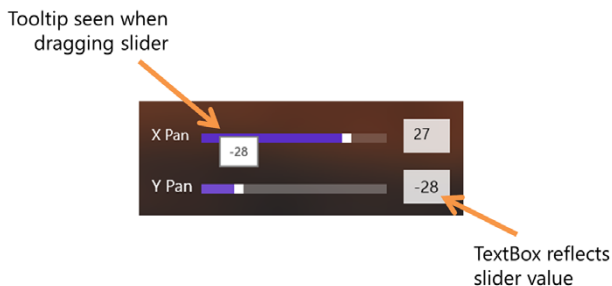 Tooltip seen when
dragging slider
X Pan
27
-28
Y Pan
-28
TextBox reflects
slider value